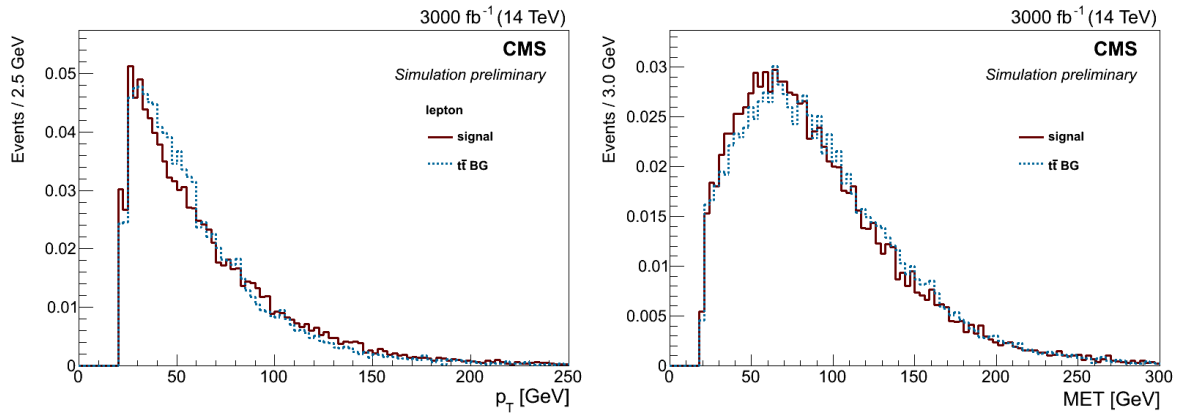 3000 fb⁻¹ (14 TeV)
Events / 2.5 GeV
CMS
Simulation preliminary
lepton
signal
tt̄ BG
0.05
0.04
0.03
0.02
0.01
0
0 50 100 150 200 250
p_T [GeV]
3000 fb⁻¹ (14 TeV)
Events / 3.0 GeV
CMS
Simulation preliminary
signal
tt̄ BG
0.03
0.025
0.02
0.015
0.01
0.005
0
0 50 100 150 200 250 300
MET [GeV]